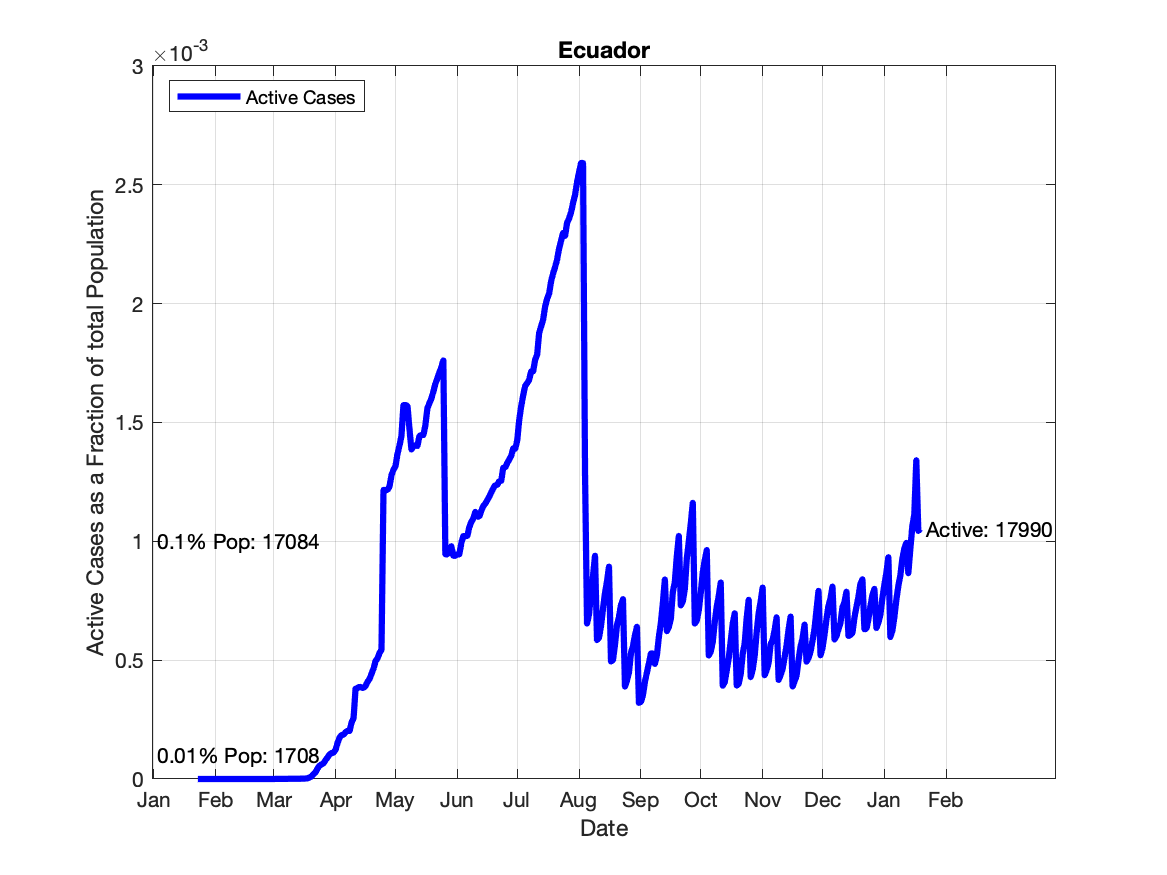 Ecuador
×10-3
Active Cases
3
2.5
2
1.5
1
0.5
0
Active Cases as a Fraction of total Population
0.1% Pop: 17084
0.01% Pop: 1708
Active: 17990
Jan Feb Mar Apr May Jun Jul Aug Sep Oct Nov Dec Jan Feb
Date